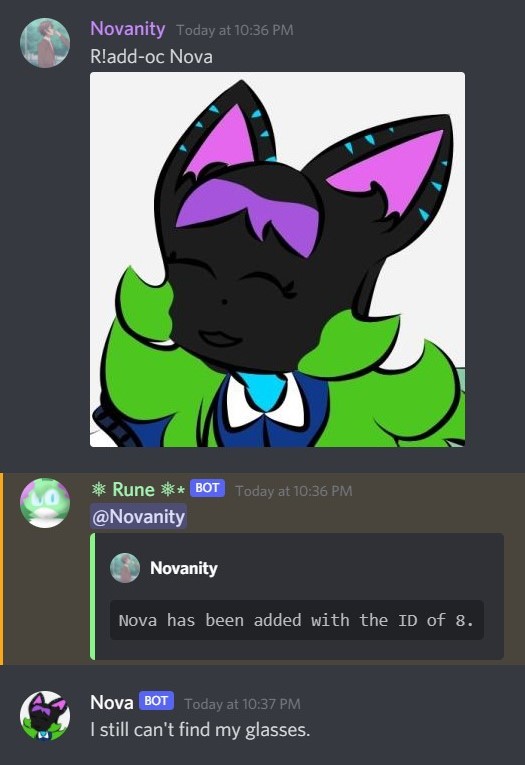 Novanity Today at 10:36 PM
R!add-oc Nova
❅ Rune ❅⋆ BOT Today at 10:36 PM
@Novanity
Novanity
Nova has been added with the ID of 8.
Nova BOT Today at 10:37 PM
I still can't find my glasses.